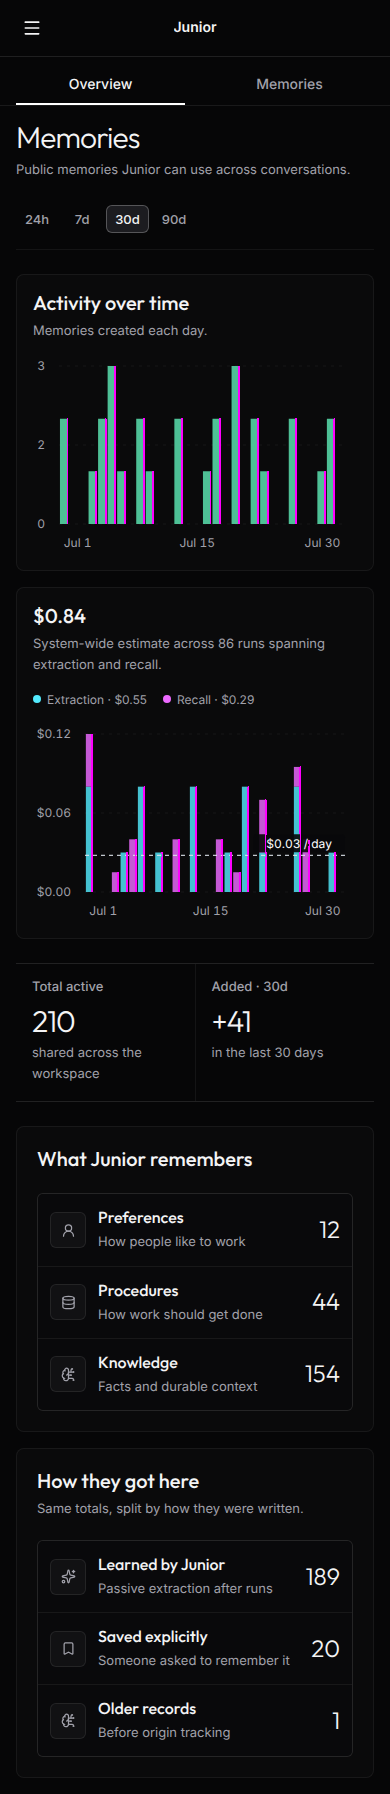 Junior
Overview
Memories
Memories
Public memories Junior can use across conversations.
24h
7d
30d
90d
Activity over time
Memories created each day.
3
2
0
Jul 1
Jul 15
Jul 30
$0.84
System-wide estimate across 86 runs spanning
extraction and recall.
Extraction · $0.55
Recall · $0.29
$0.12
$0.06
$0.03 / day
$0.00
Jul 1
Jul 15
Jul 30
Total active
210
shared across the
workspace
Added · 30d
+41
in the last 30 days
What Junior remembers
Preferences
How people like to work
12
Procedures
How work should get done
44
Knowledge
Facts and durable context
154
How they got here
Same totals, split by how they were written.
Learned by Junior
Passive extraction after runs
189
Saved explicitly
Someone asked to remember it
20
Older records
Before origin tracking
1